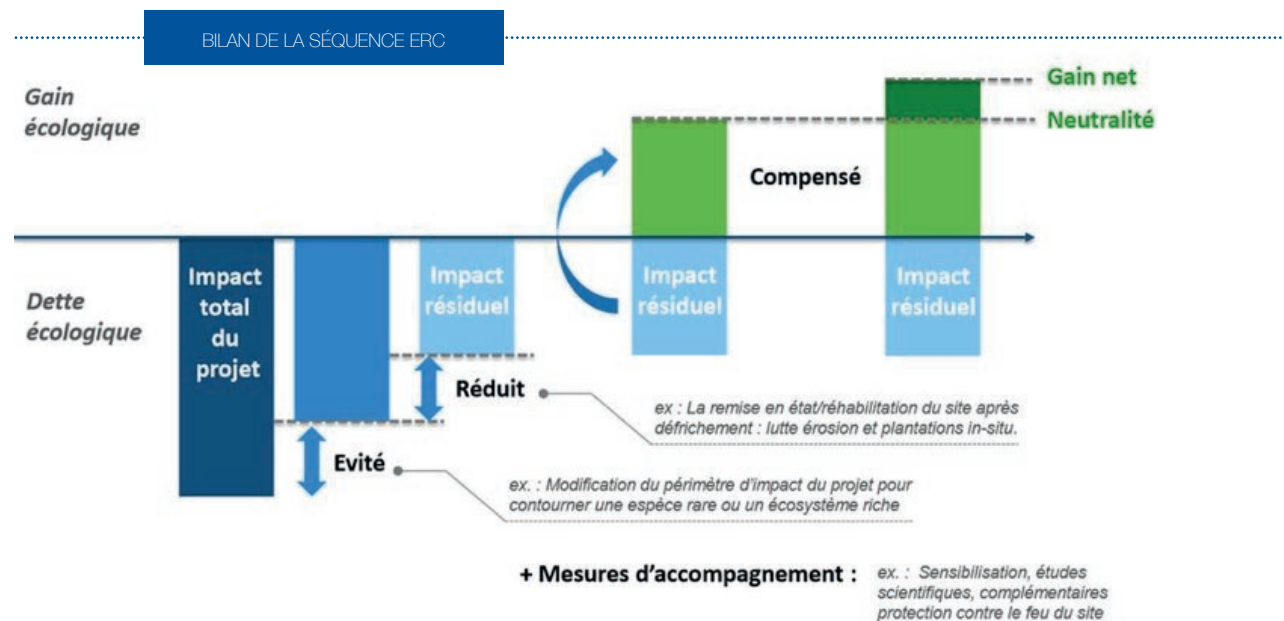 BILAN DE LA SÉQUENCE ERC
Gain
écologique
Gain net
Neutralité
Compensé
Dette
écologique
Impact
total
du
projet
Impact
résiduel
Impact
résiduel
Impact
résiduel
Réduit
ex : La remise en état/réhabilitation du site après
défrichement : lutte érosion et plantations in-situ.
Evité
ex. : Modification du périmètre d'impact du projet pour
contourner une espèce rare ou un écosystème riche
+ Mesures d'accompagnement :
ex. : Sensibilisation, études
scientifiques, complémentaires
protection contre le feu du site